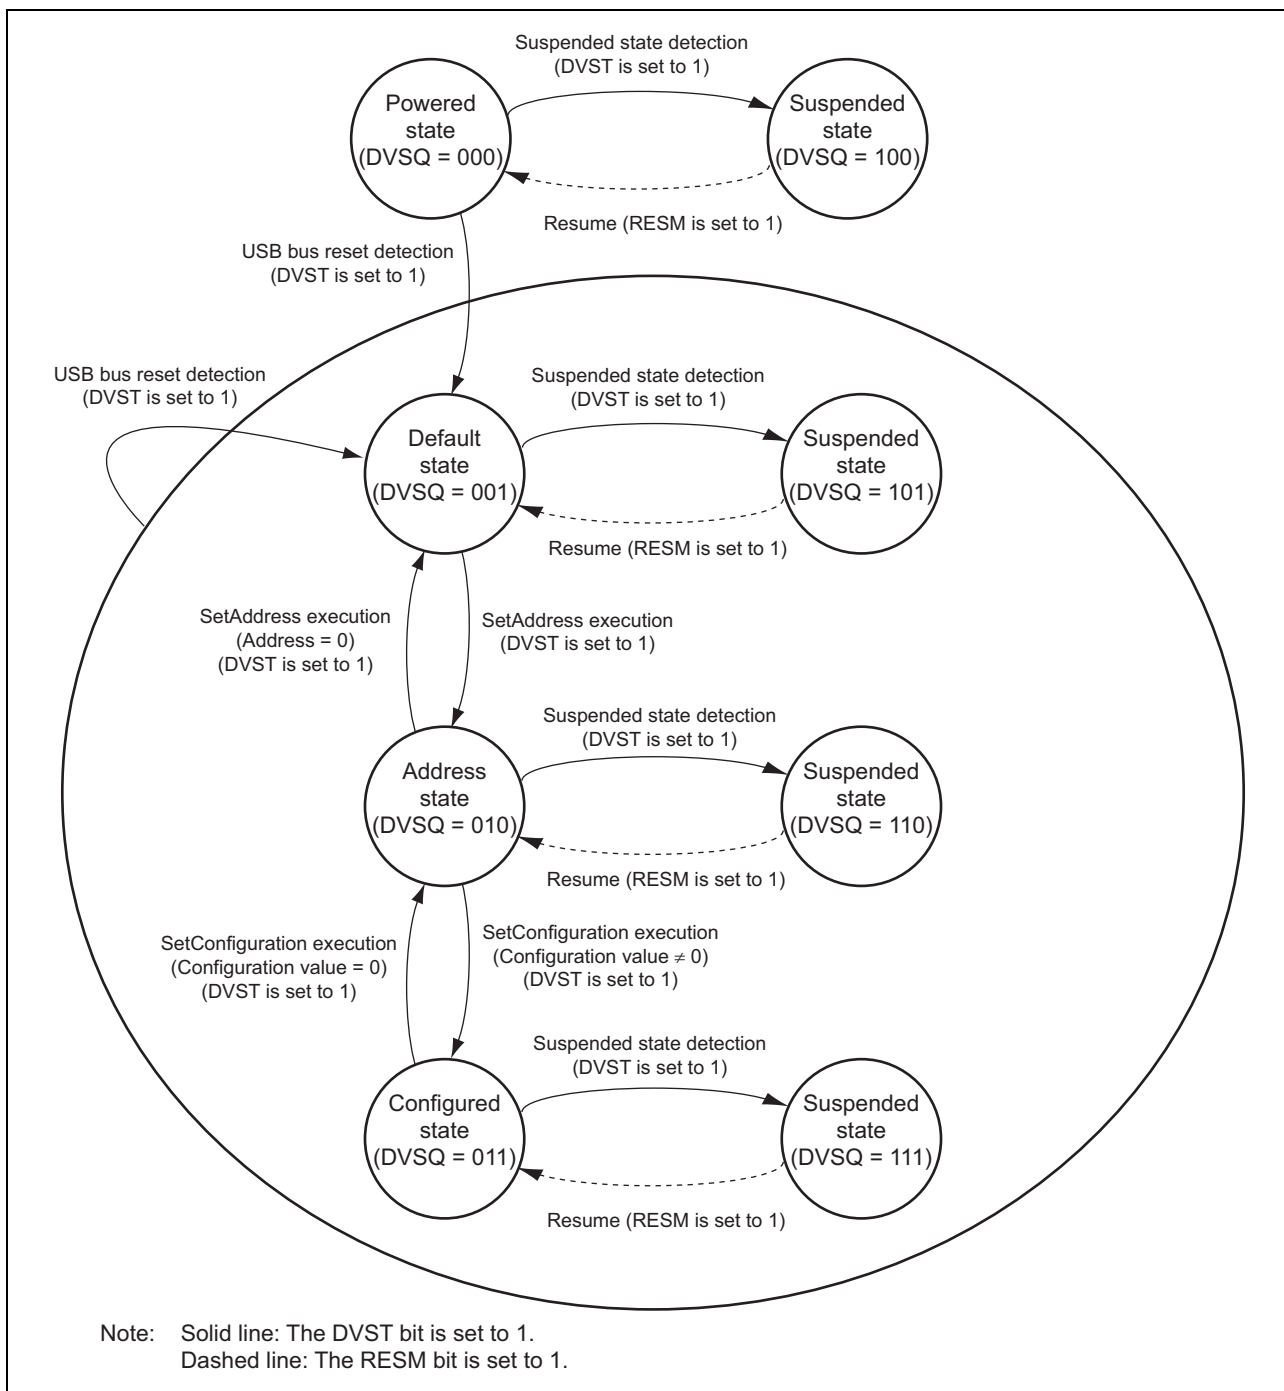 Suspended state detection
(DVST is set to 1)
Powered
state
(DVSQ = 000)
Suspended
state
(DVSQ = 100)
Resume (RESM is set to 1)
USB bus reset detection
(DVST is set to 1)
USB bus reset detection
(DVST is set to 1)
Suspended state detection
(DVST is set to 1)
Default
state
(DVSQ = 001)
Suspended
state
(DVSQ = 101)
Resume (RESM is set to 1)
SetAddress execution
(Address = 0)
(DVST is set to 1)
SetAddress execution
(DVST is set to 1)
Suspended state detection
(DVST is set to 1)
Address
state
(DVSQ = 010)
Suspended
state
(DVSQ = 110)
Resume (RESM is set to 1)
SetConfiguration execution
(Configuration value = 0)
(DVST is set to 1)
SetConfiguration execution
(Configuration value ≠ 0)
(DVST is set to 1)
Suspended state detection
(DVST is set to 1)
Configured
state
(DVSQ = 011)
Suspended
state
(DVSQ = 111)
Resume (RESM is set to 1)
Note: Solid line: The DVST bit is set to 1.
Dashed line: The RESM bit is set to 1.